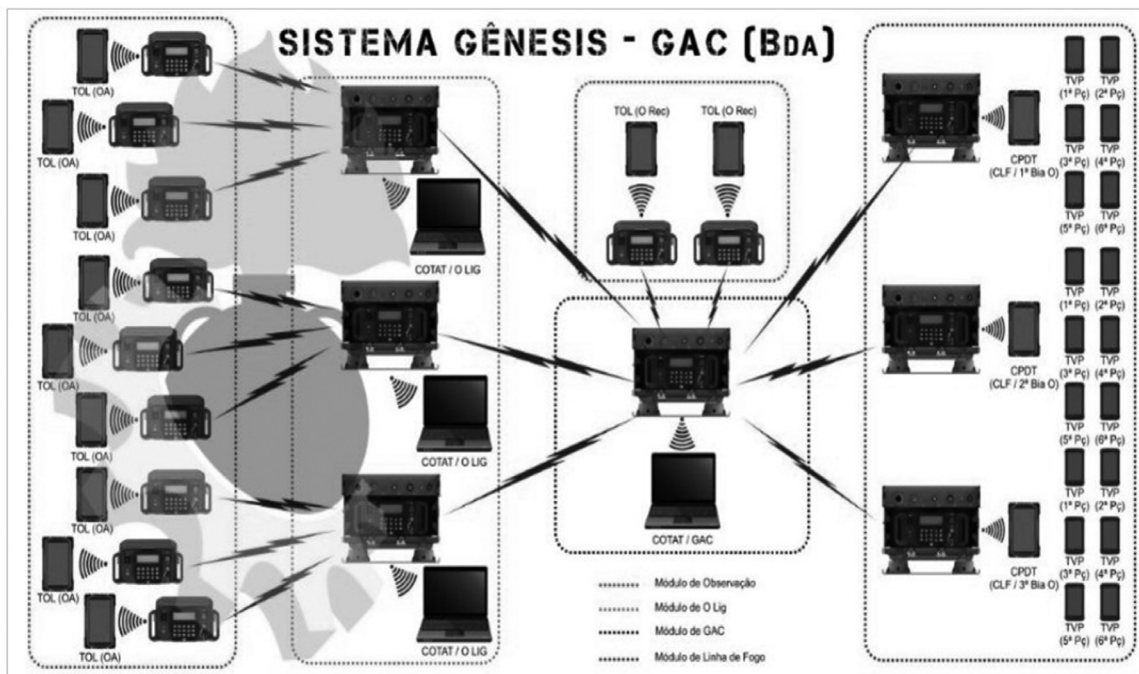 SISTEMA GÊNESIS - GAC (BDA)
TOL (OA)
TOL (OA)
TOL (OA)
TOL (OA)
TOL (OA)
TOL (OA)
TOL (OA)
TOL (OA)
TOL (OA)
COTAT / O LIG
COTAT / O LIG
COTAT / O LIG
TOL (O Rec)
TOL (O Rec)
COTAT / GAC
Módulo de Observação
Módulo de O Lig
Módulo de GAC
Módulo de Linha de Fogo
CPDT
(CLF / 1ª Bia O)
CPDT
(CLF / 2ª Bia O)
CPDT
(CLF / 3ª Bia O)
TVP TVP
(1ª Pç) (2ª Pç)
TVP TVP
(3ª Pç) (4ª Pç)
TVP TVP
(5ª Pç) (6ª Pç)
TVP TVP
(1ª Pç) (2ª Pç)
TVP TVP
(3ª Pç) (4ª Pç)
TVP TVP
(5ª Pç) (6ª Pç)
TVP TVP
(1ª Pç) (2ª Pç)
TVP TVP
(3ª Pç) (4ª Pç)
TVP TVP
(5ª Pç) (6ª Pç)